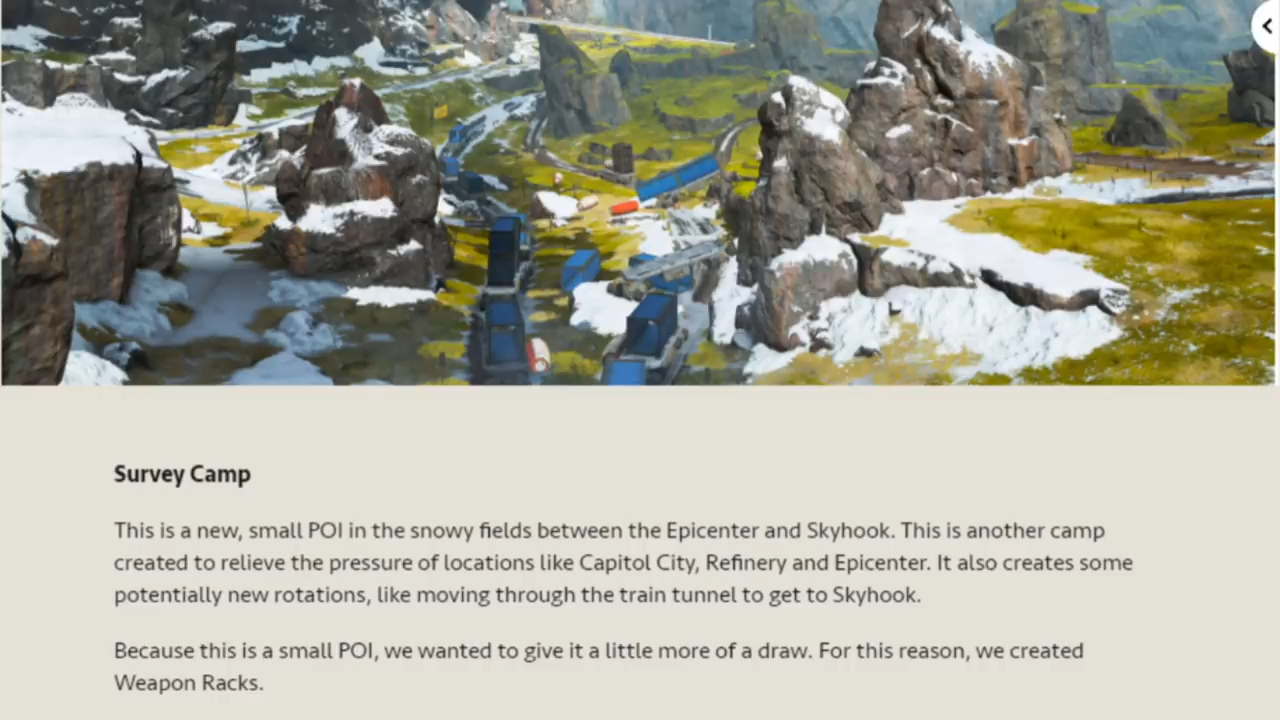 Survey Camp
This is a new, small POI in the snowy fields between the Epicenter and Skyhook. This is another camp
created to relieve the pressure of locations like Capitol City, Refinery and Epicenter. It also creates some
potentially new rotations, like moving through the train tunnel to get to Skyhook.
Because this is a small POI, we wanted to give it a little more of a draw. For this reason, we created
Weapon Racks.